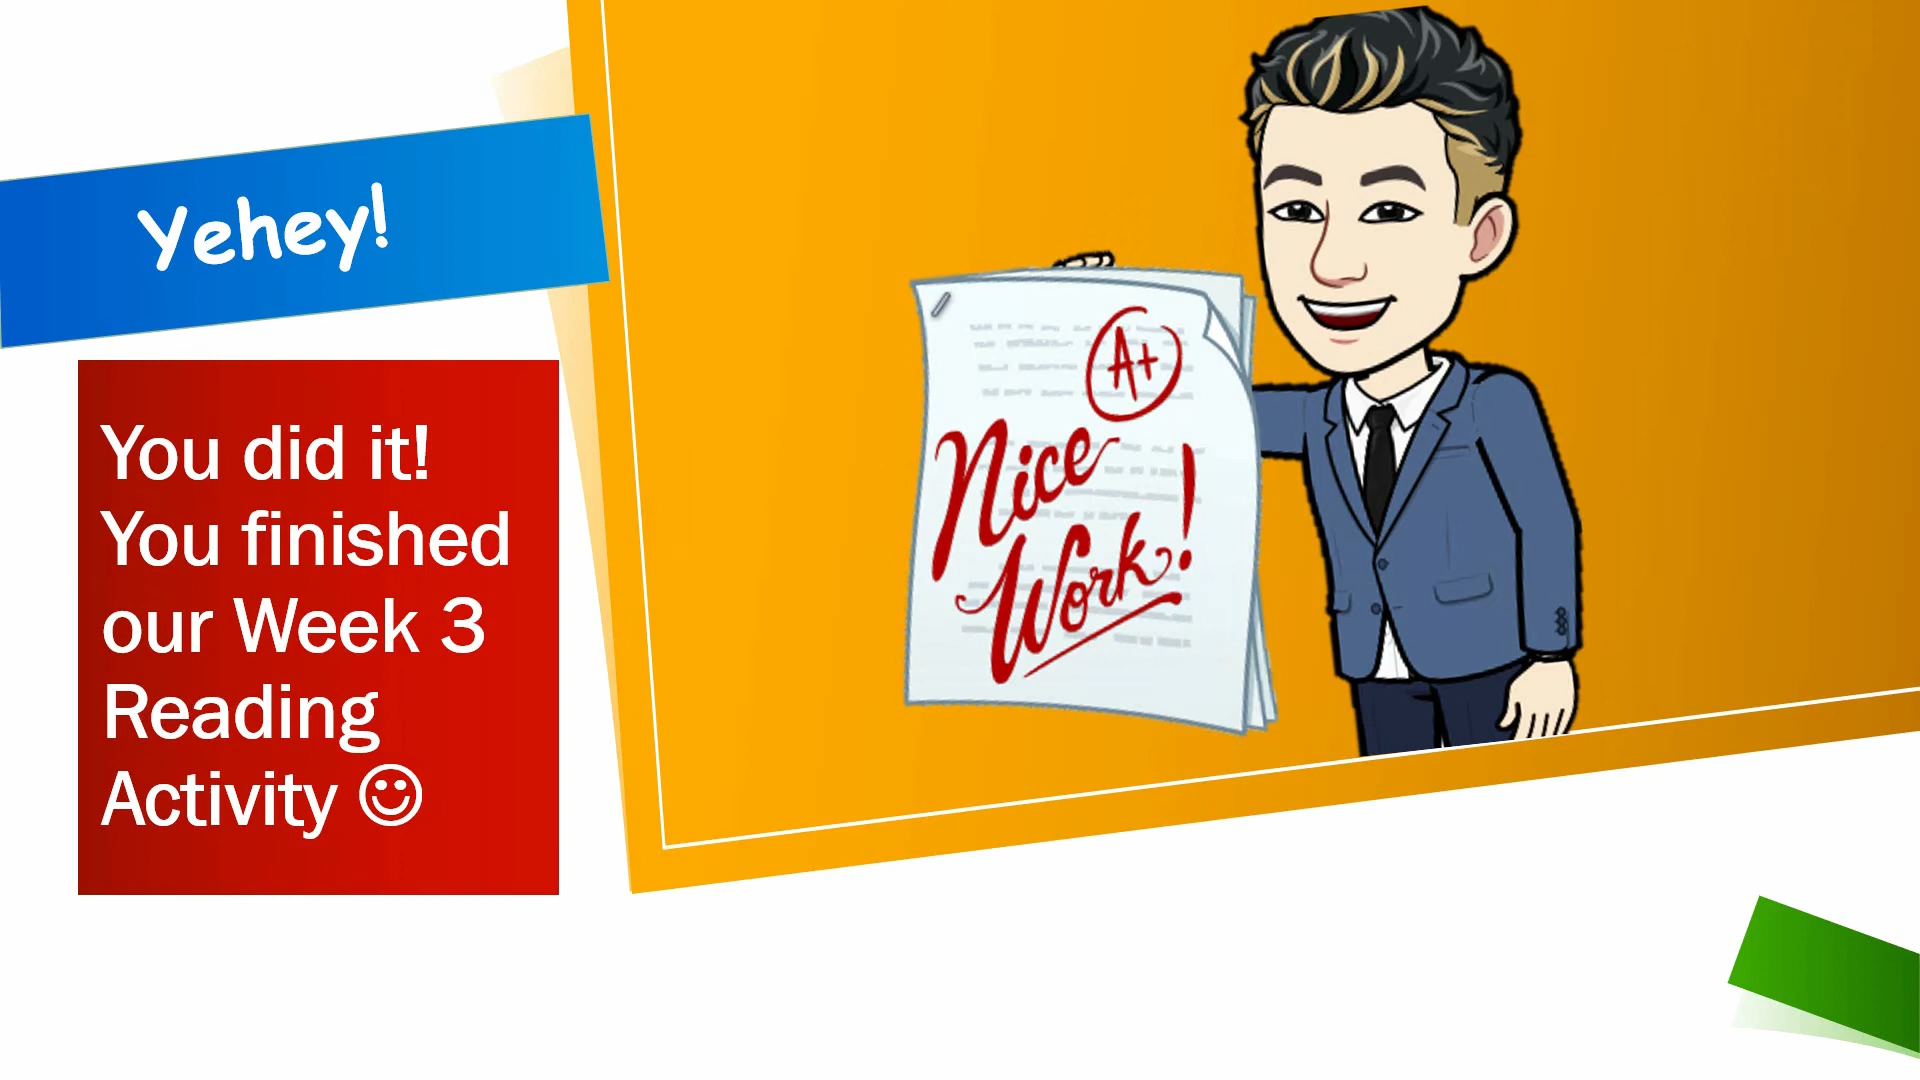 Yehey!
You did it!
You finished
our Week 3
Reading
Activity ☺
A+
Nice
Work!